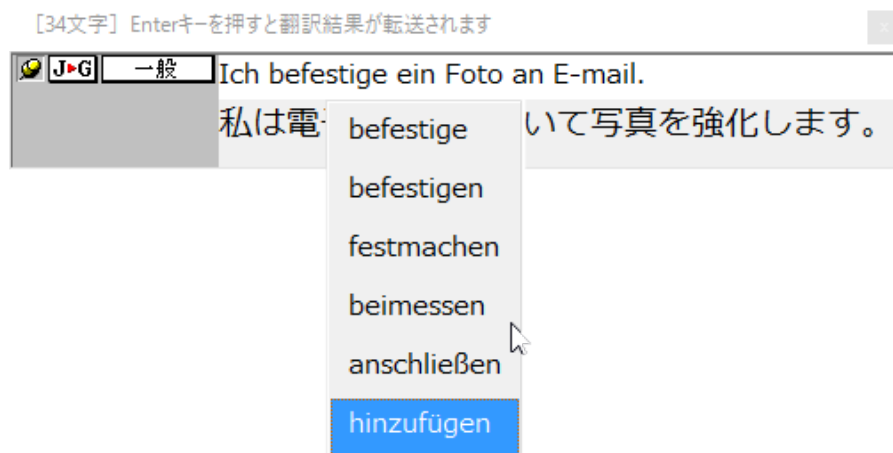 [34文字] Enterキーを押すと翻訳結果が転送されます
J▶G 一般 Ich befestige ein Foto an E-mail.
私は電 いて写真を強化します。
befestige
befestigen
festmachen
beimessen
anschließen
hinzufügen